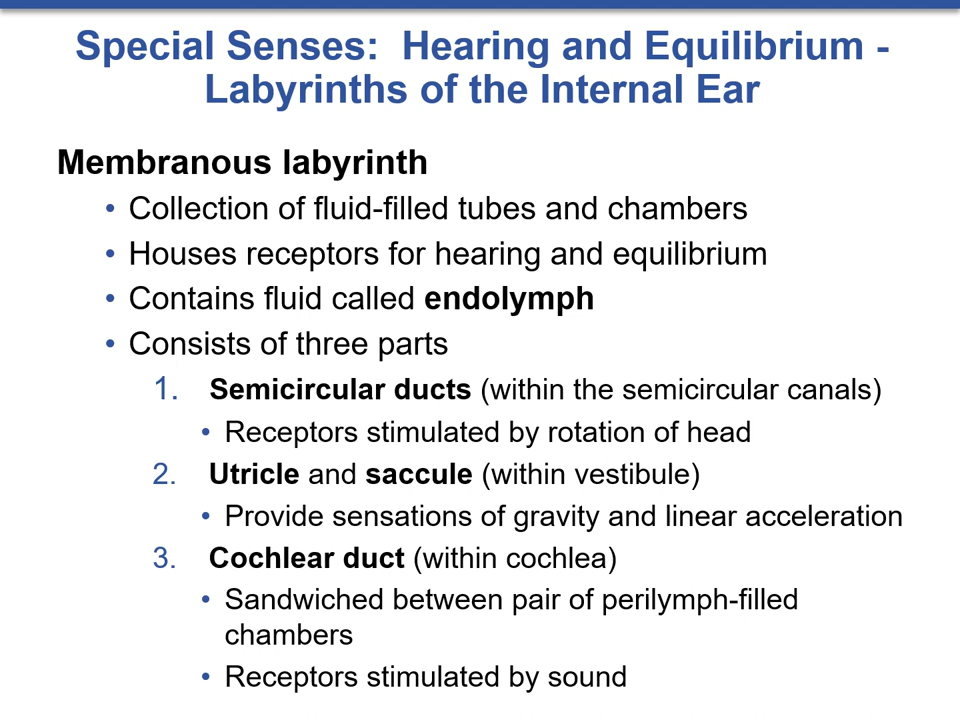 Special Senses:  Hearing and Equilibrium -
Labyrinths of the Internal Ear
Membranous labyrinth
• Collection of fluid-filled tubes and chambers
• Houses receptors for hearing and equilibrium
• Contains fluid called endolymph
• Consists of three parts
1. Semicircular ducts (within the semicircular canals)
• Receptors stimulated by rotation of head
2. Utricle and saccule (within vestibule)
• Provide sensations of gravity and linear acceleration
3. Cochlear duct (within cochlea)
• Sandwiched between pair of perilymph-filled
chambers
• Receptors stimulated by sound